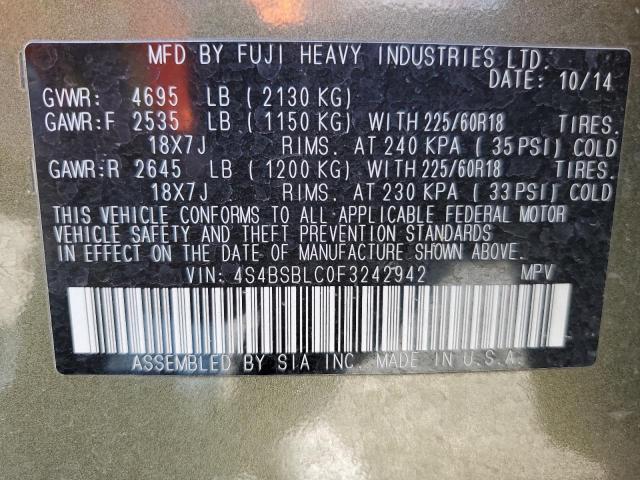 MFD BY FUJI HEAVY INDUSTRIES LTD.
DATE: 10/14
GVWR: 4695 LB (2130 KG)
GAWR:F 2535 LB (1150 KG) WITH 225/60R18 TIRES.
18X7J RIMS. AT 240 KPA (35 PSI) COLD
GAWR:R 2645 LB (1200 KG) WITH 225/60R18 TIRES.
18X7J RIMS. AT 230 KPA (33 PSI) COLD
THIS VEHICLE CONFORMS TO ALL APPLICABLE FEDERAL MOTOR
VEHICLE SAFETY AND THEFT PREVENTION STANDARDS
IN EFFECT ON THE DATE OF MANUFACTURE SHOWN ABOVE.
VIN: 4S4BSBLC0F3242942 MPV
ASSEMBLED BY SIA INC. MADE IN U.S.A.